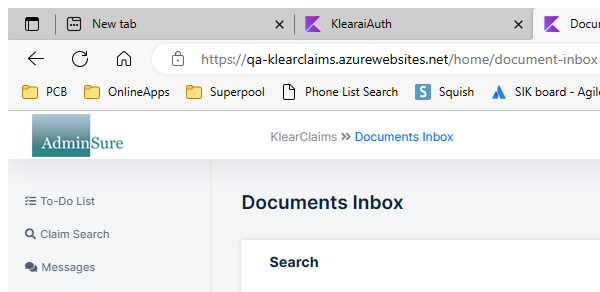 New tab
KlearaiAuth
Docu
https://qa-klearclaims.azurewebsites.net/home/document-inbox
PCB
OnlineApps
Superpool
Phone List Search
S Squish
SIK board - Agil
AdminSure
KlearClaims >> Documents Inbox
To-Do List
Claim Search
Messages
Documents Inbox
Search